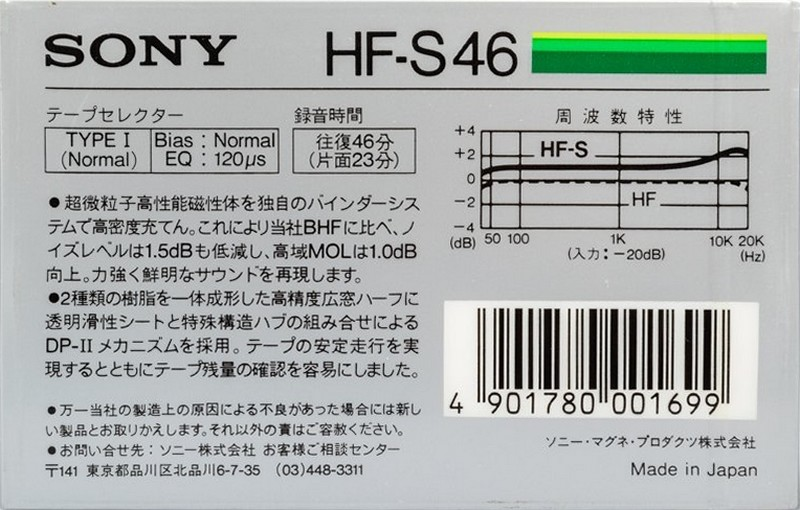 SONY
HF-S46
テープセレクター
TYPE I
(Normal)
Bias : Normal
EQ : 120μs
録音時間
往復46分
(片面23分)
●超微粒子高性能磁性体を独自のバインダーシス
テムで高密度充てん。これにより当社BHFに比べ、ノ
イズレベルは1.5dBも低減し、高域MOLは1.0dB
向上。力強く鮮明なサウンドを再現します。
●2種類の樹脂を一体成形した高精度広窓ハーフに
透明滑性シートと特殊構造ハブの組み合せによる
DP-II メカニズムを採用。テープの安定走行を実
現するとともにテープ残量の確認を容易にしました。
●万一当社の製造上の原因による不良があった場合には新し
い製品とお取りかえします。それ以外の責はご容赦ください。
●お問い合せ先：ソニー株式会社 お客様ご相談センター
〒141 東京都品川区北品川6-7-35 (03)448-3311
周波数特性
+4
+2
0
−2
−4
(dB)
HF-S
HF
50 100 1K 10K 20K
(入力：−20dB) (Hz)
4 901780 001699
ソニー・マグネ・プロダクツ株式会社
Made in Japan